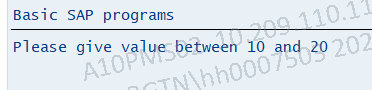 Basic SAP programs
Please give value between 10 and 20